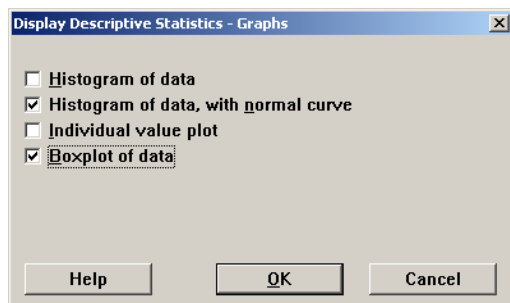 Display Descriptive Statistics - Graphs
Histogram of data
Histogram of data, with normal curve
Individual value plot
Boxplot of data
Help OK Cancel